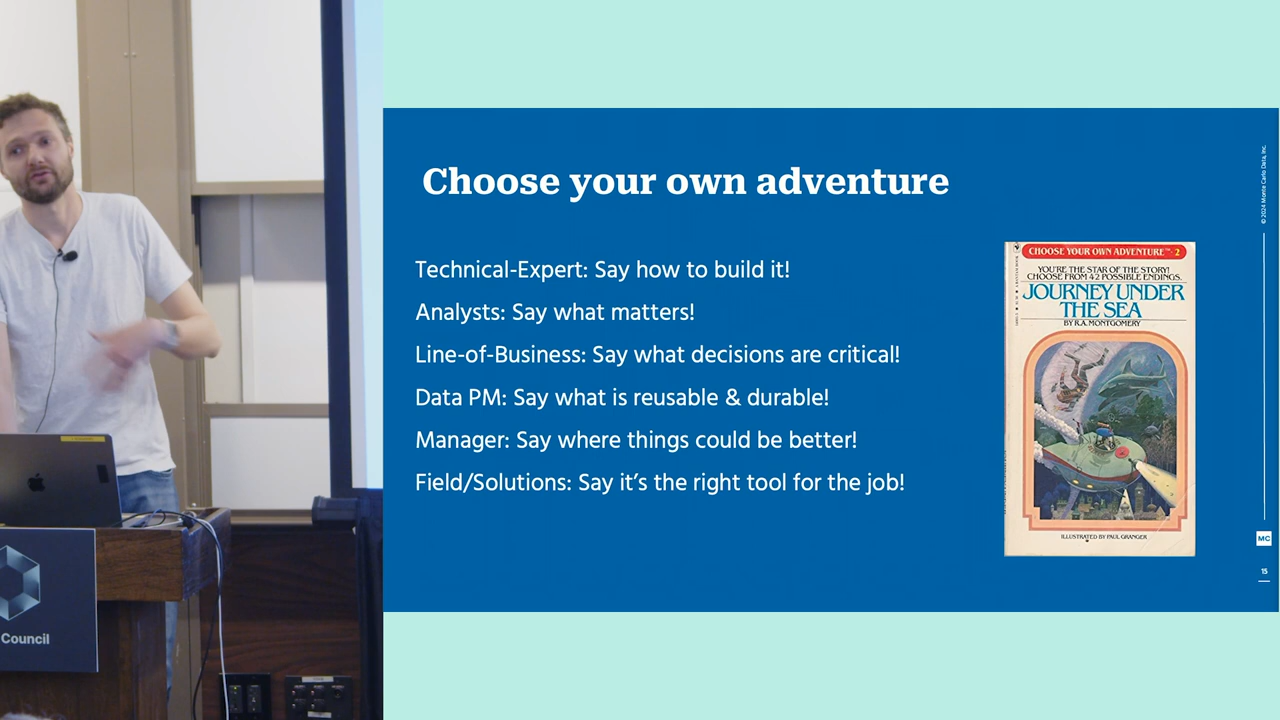 Choose your own adventure
Technical-Expert: Say how to build it!
Analysts: Say what matters!
Line-of-Business: Say what decisions are critical!
Data PM: Say what is reusable & durable!
Manager: Say where things could be better!
Field/Solutions: Say it's the right tool for the job!
CHOOSE YOUR OWN ADVENTURE™ 2
YOU'RE THE STAR OF THE STORY!
CHOOSE FROM 42 POSSIBLE ENDINGS.
JOURNEY UNDER
THE SEA
BY R.A. MONTGOMERY
ILLUSTRATED BY PAUL GRANGER
© 2024 Monte Carlo Data, Inc.
MC
15
Council